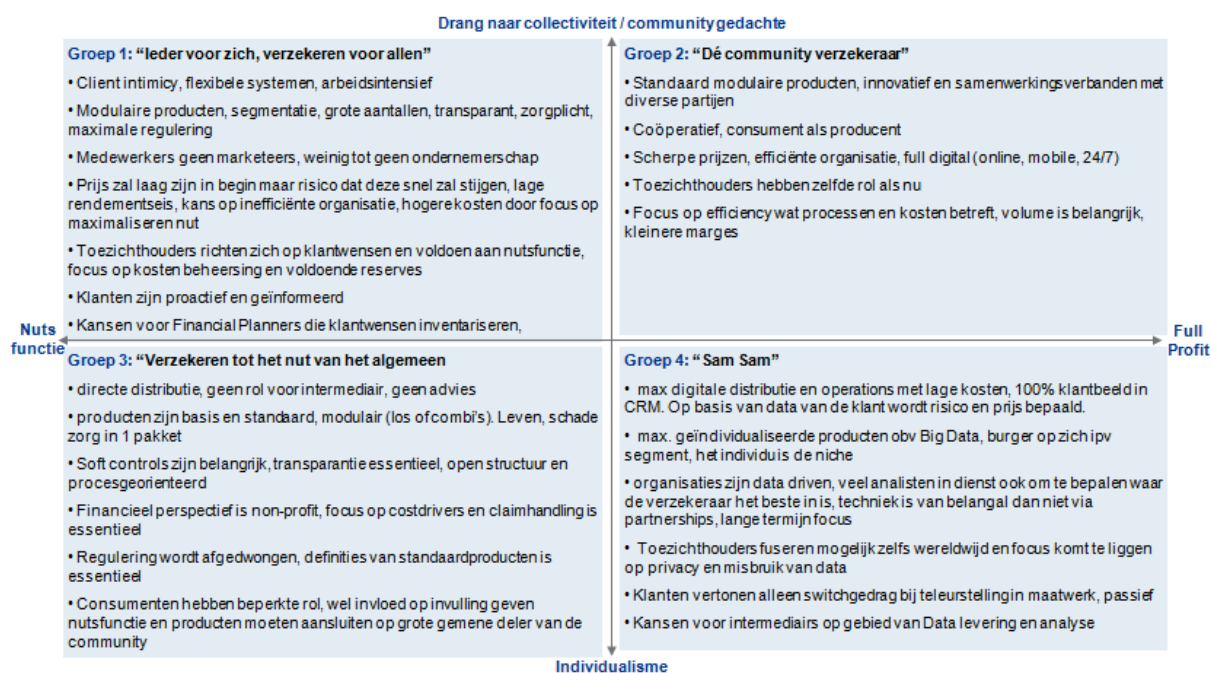 Drang naar collectiviteit / community gedachte
Groep 1: “Ieder voor zich, verzekeren voor allen”
• Client intimicy, flexibele systemen, arbeidsintensief
• Modulaire producten, segmentatie, grote aantallen, transparant, zorgplicht,
maximale regulering
• Medewerkers geen marketeers, weinig tot geen ondernemerschap
• Prijs zal laag zijn in begin maar risico dat deze snel zal stijgen, lage
rendementseis, kans op inefficiënte organisatie, hogere kosten door focus op
maximaliseren nut
• Toezichthouders richten zich op klantwensen en voldoen aan nutsfunctie,
focus op kosten beheersing en voldoende reserves
• Klanten zijn proactief en geïnformeerd
• Kansen voor Financial Planners die klantwensen inventariseren,
Groep 2: “Dé community verzekeraar”
• Standaard modulaire producten, innovatief en samenwerkingsverbanden met
diverse partijen
• Coöperatief, consument als producent
• Scherpe prijzen, efficiënte organisatie, full digital (online, mobile, 24/7)
• Toezichthouders hebben zelfde rol als nu
• Focus op efficiency wat processen en kosten betreft, volume is belangrijk,
kleinere marges
Nuts
functie
Full
Profit
Groep 3: “Verzekeren tot het nut van het algemeen
• directe distributie, geen rol voor intermediair, geen advies
• producten zijn basis en standaard, modulair (los of combi’s). Leven, schade
zorg in 1 pakket
• Soft controls zijn belangrijk, transparantie essentieel, open structuur en
procesgeorienteerd
• Financieel perspectief is non-profit, focus op costdrivers en claimhandling is
essentieel
• Regulering wordt afgedwongen, definities van standaardproducten is
essentieel
• Consumenten hebben beperkte rol, wel invloed op invulling geven
nutsfunctie en producten moeten aansluiten op grote gemene deler van de
community
Groep 4: “Sam Sam”
• max digitale distributie en operations met lage kosten, 100% klantbeeld in
CRM. Op basis van data van de klant wordt risico en prijs bepaald.
• max. geïndividualiseerde producten obv Big Data, burger op zich ipv
segment, het individu is de niche
• organisaties zijn data driven, veel analisten in dienst ook om te bepalen waar
de verzekeraar het beste in is, techniek is van belang al dan niet via
partnerships, lange termijn focus
• Toezichthouders fuseren mogelijk zelfs wereldwijd en focus komt te liggen
op privacy en misbruik van data
• Klanten vertonen alleen switchgedrag bij teleurstelling in maatwerk, passief
• Kansen voor intermediairs op gebied van Data levering en analyse
Individualisme